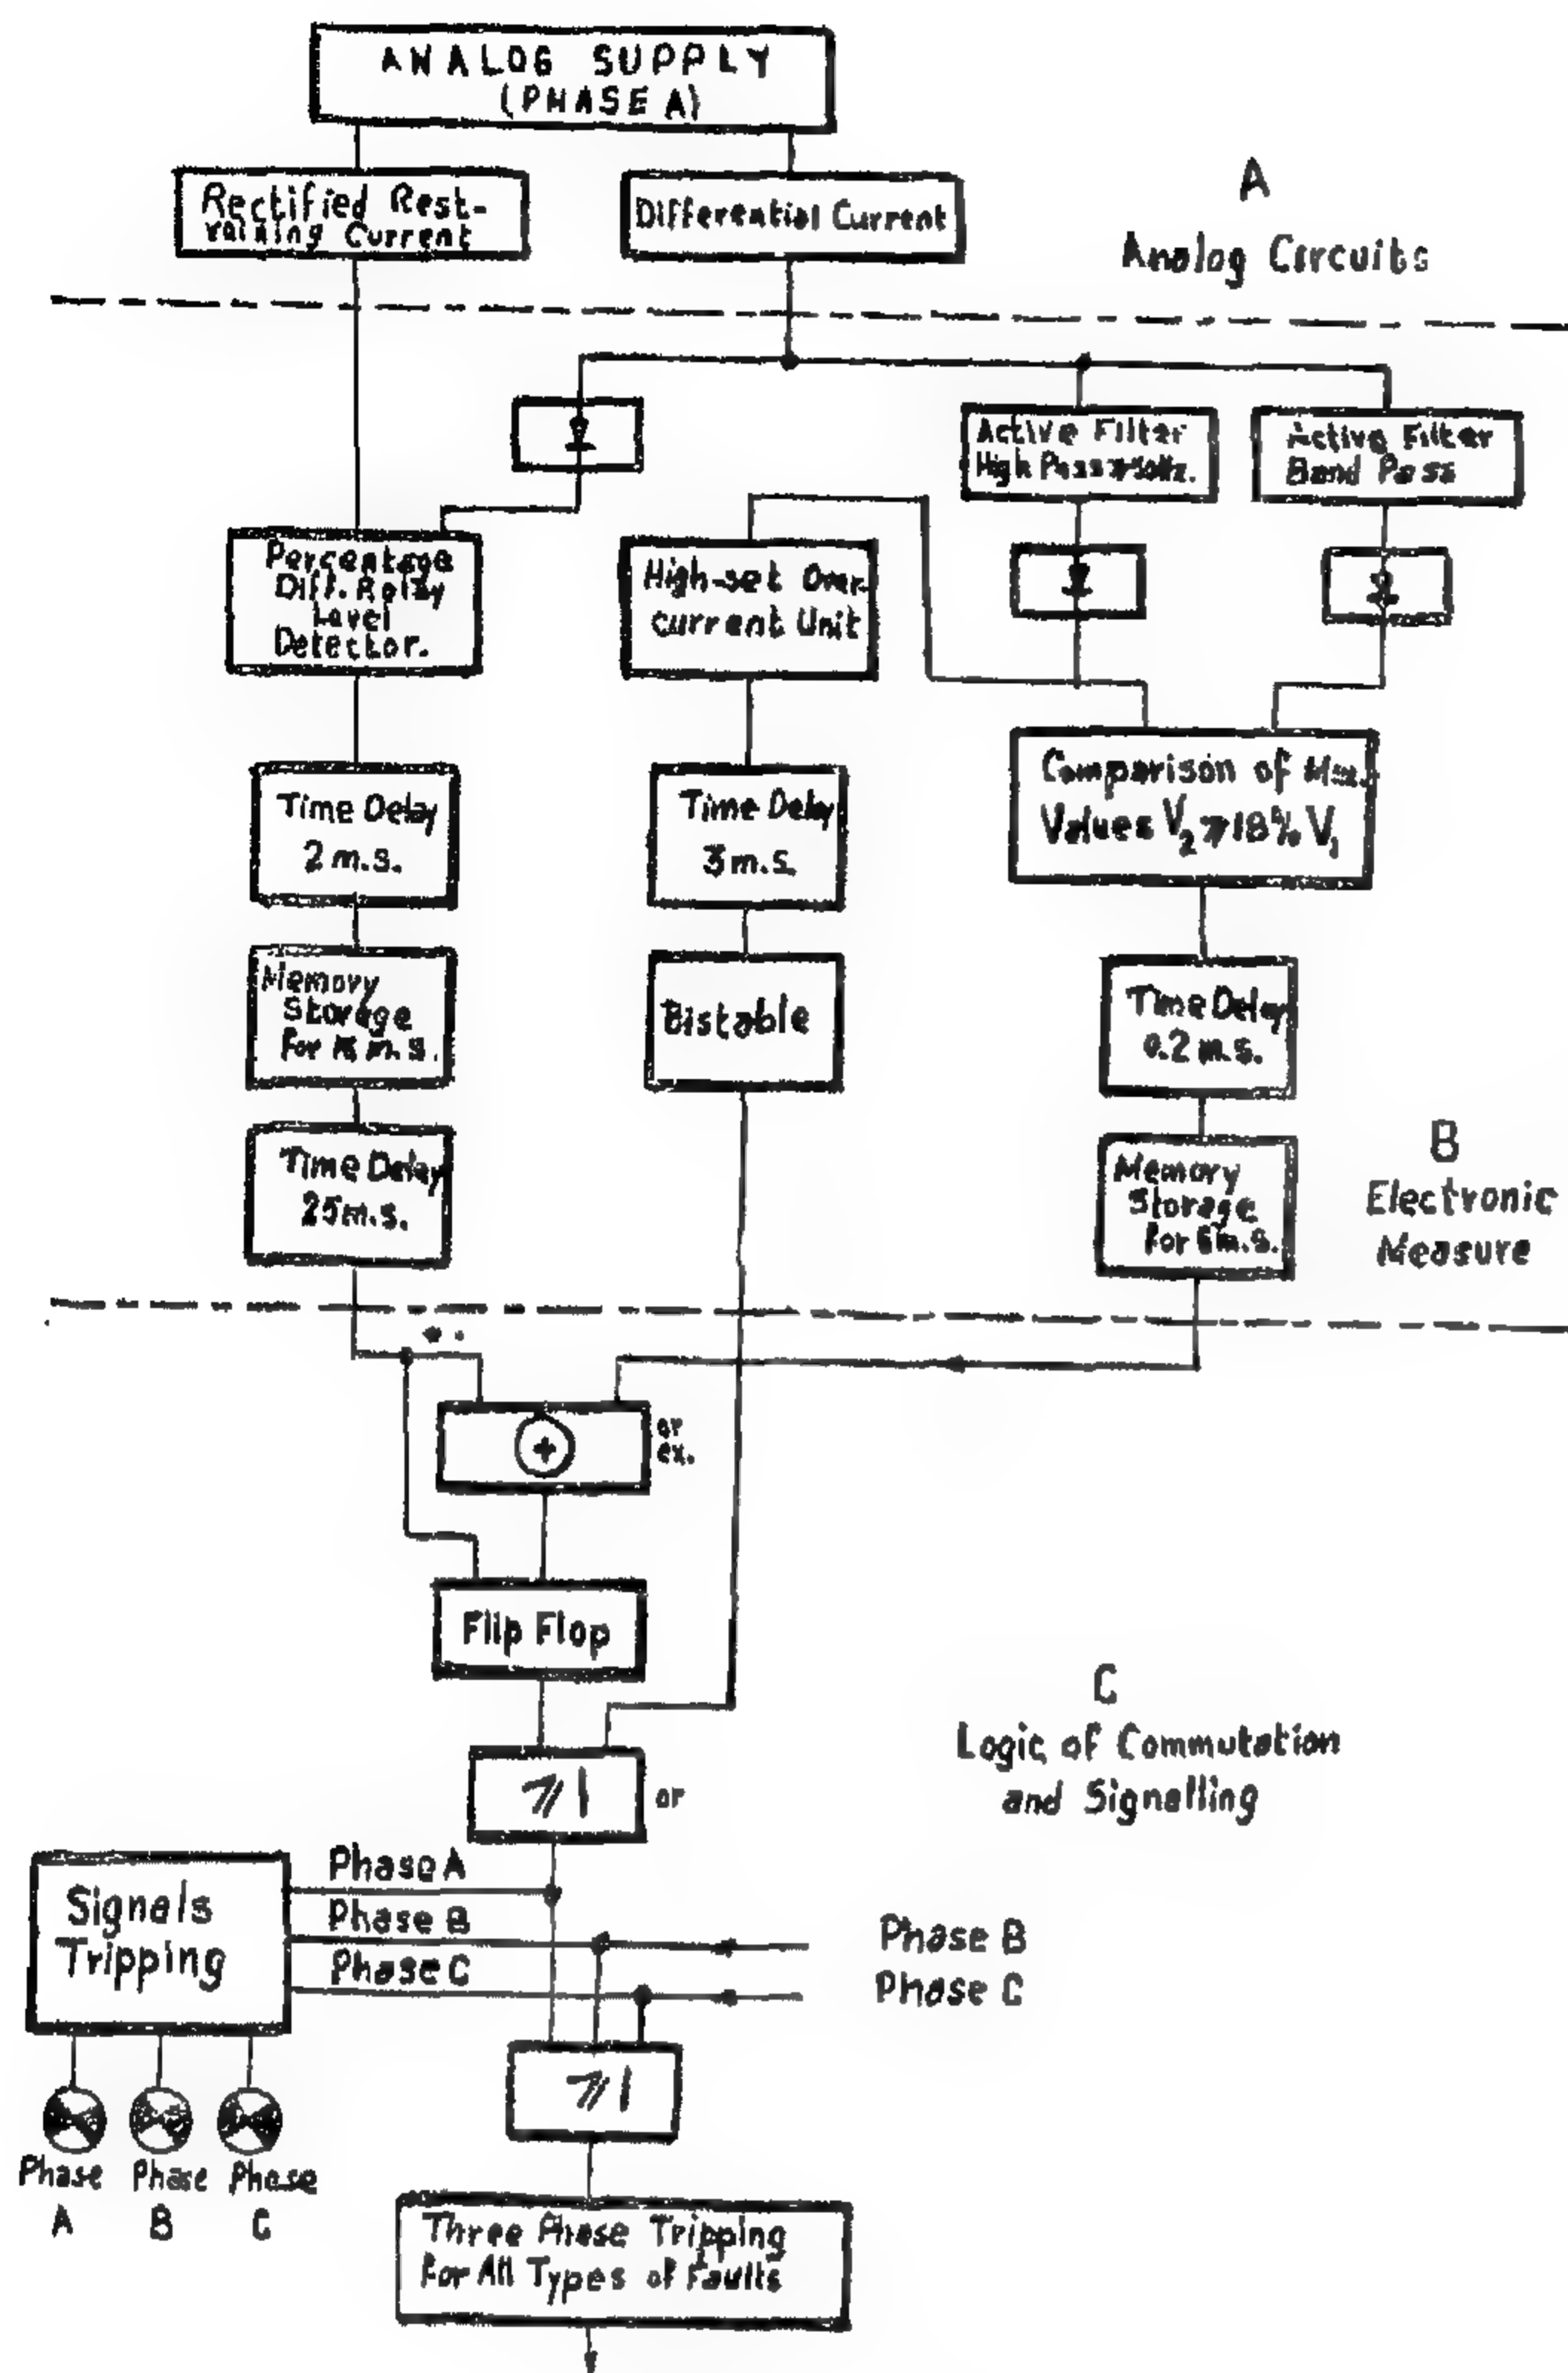 ANALOG SUPPLY
(PHASE A)
Rectified Rest-
raining Current
Differential Current
A
Analog Circuits
Active Filter
High Pass
Active Filter
Band Pass
Percentage
Diff. Relay
Level
Detector.
High-set Over-
current Unit
Comparison of
Values V2 ⩾ 18% V1
Time Delay
2 m.s.
Time Delay
3 m.s.
Memory
Storage
For m.s.
Bistable
Time Delay
0.2 m.s.
Time Delay
25 m.s.
Memory
Storage
For m.s.
B
Electronic
Measure
+
or
ex.
Flip Flop
C
Logic of Commutation
and Signalling
⩾1
or
Signals
Tripping
Phase A
Phase B
Phase C
Phase B
Phase C
⩾1
Phase
A
Phase
B
Phase
C
Three Phase Tripping
For All Types of Faults